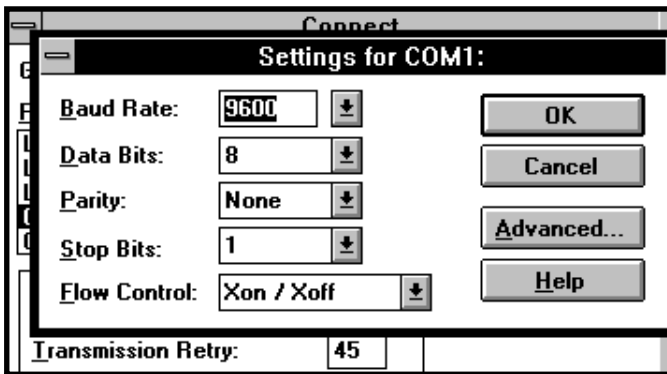 Connect
Settings for COM1:
Baud Rate: 9600
OK
Data Bits: 8
Cancel
Parity: None
Advanced...
Stop Bits: 1
Flow Control: Xon / Xoff
Help
Transmission Retry: 45